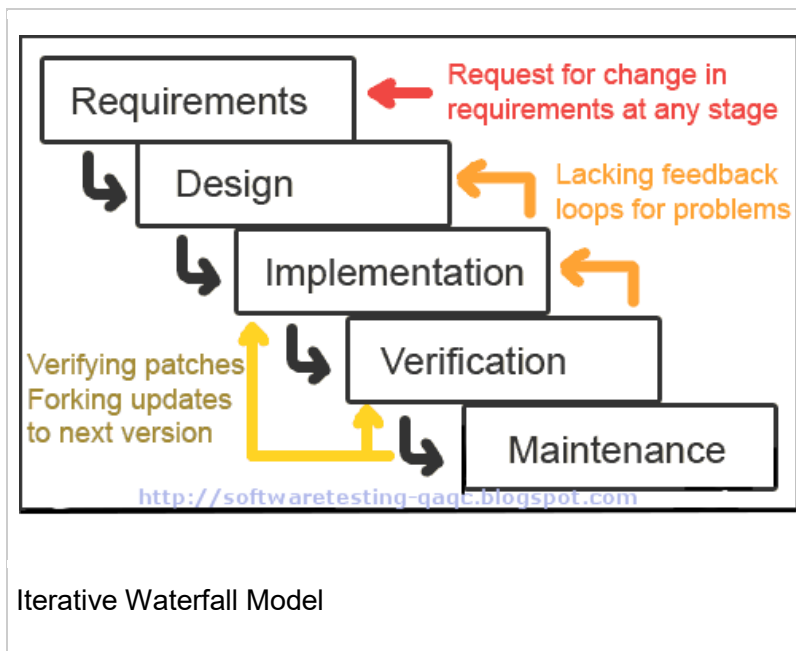 Requirements
Request for change in
requirements at any stage
Design
Lacking feedback
loops for problems
Implementation
Verifying patches
Forking updates
to next version
Verification
Maintenance
http://softwaretesting-qaqc.blogspot.com
Iterative Waterfall Model